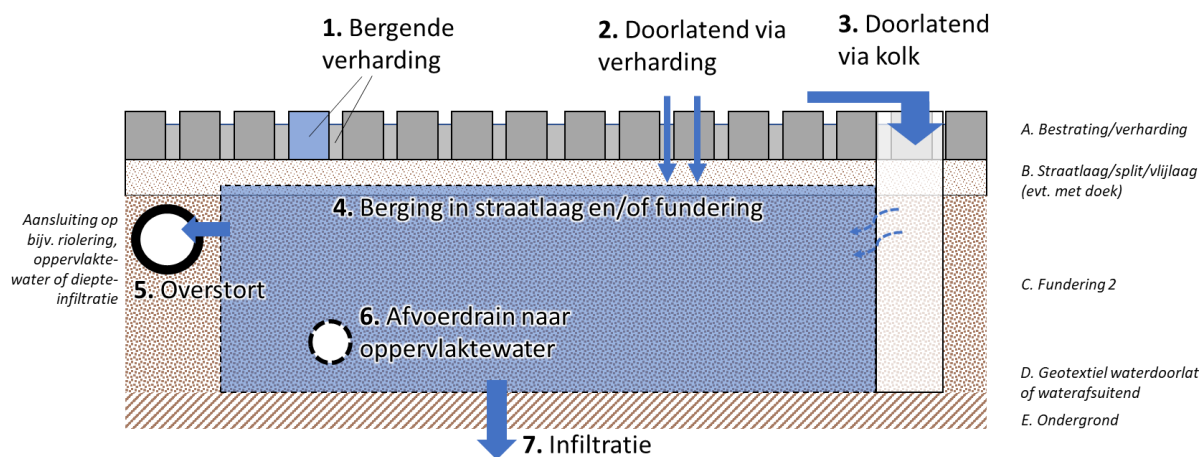 1. Bergende
verharding
2. Doorlatend via
verharding
3. Doorlatend
via kolk
A. Bestrating/verharding
B. Straatlaag/split/vlijlaag
(evt. met doek)
4. Berging in straatlaag en/of fundering
Aansluiting op
bijv. riolering,
oppervlakte-
water of diepte-
infiltratie
5. Overstort
C. Fundering 2
6. Afvoerdrain naar
oppervlaktewater
D. Geotextiel waterdoorlat
of waterafsuitend
E. Ondergrond
7. Infiltratie